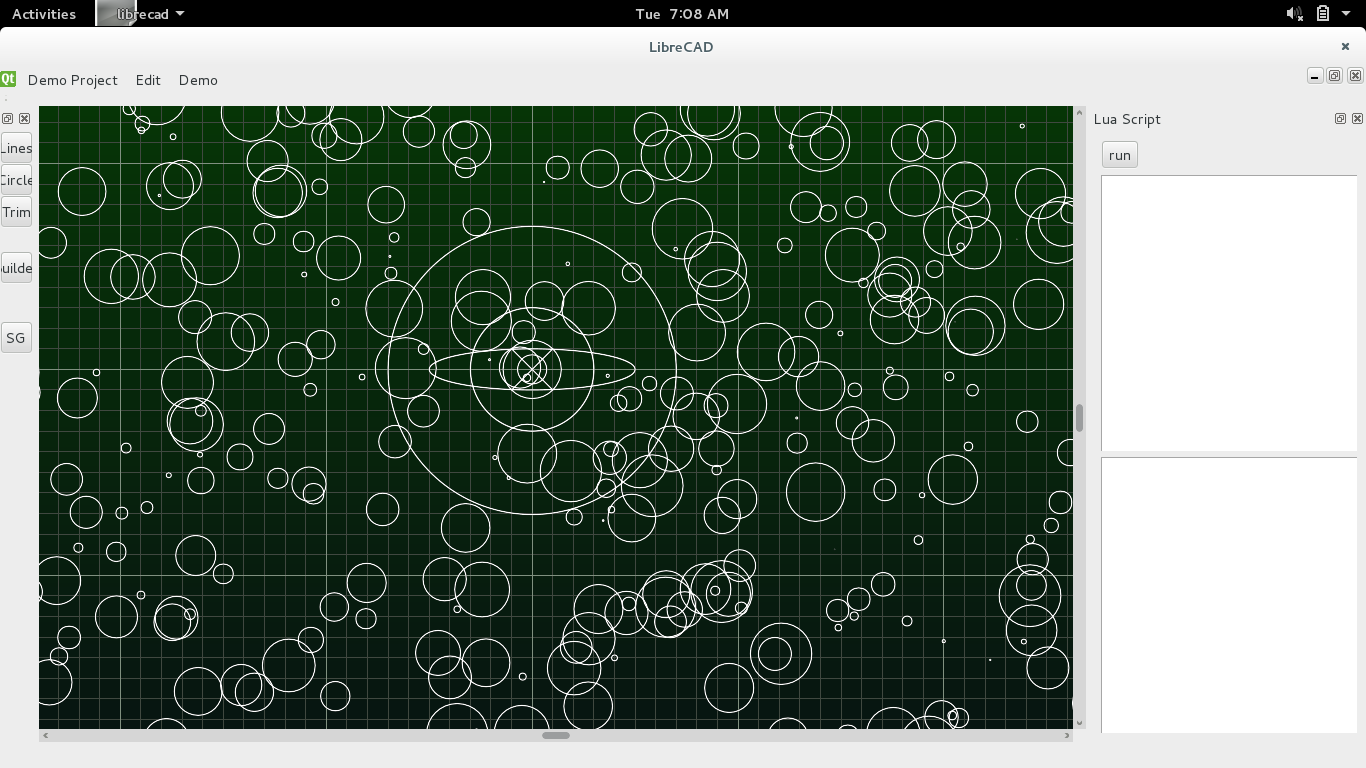 Activities librecad Tue 7:08 AM
LibreCAD
Qt Demo Project Edit Demo
Lua Script
run
Lines
Circle
Trim
uilde
SG